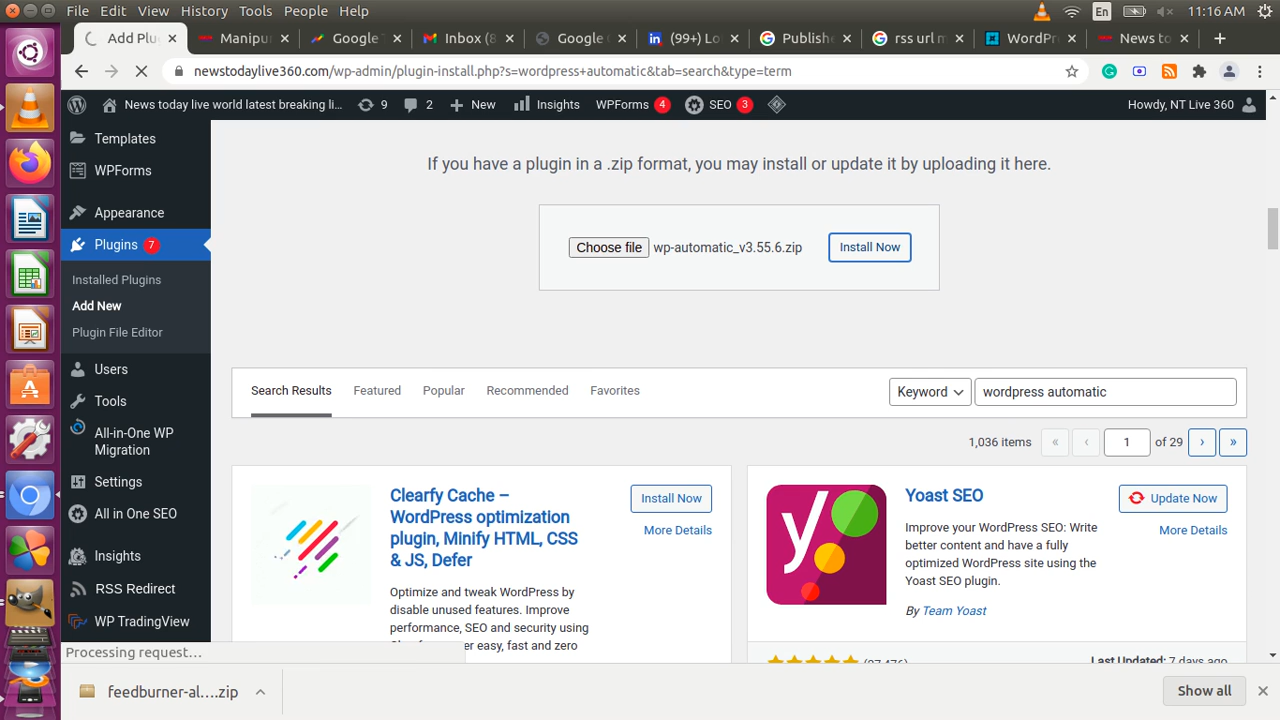 File Edit View History Tools People Help
En
11:16 AM
Add Plu
Manipu
Google
Inbox (8
Google
(99+) Lo
Publishe
rss url m
WordPr
News to
newstodaylive360.com/wp-admin/plugin-install.php?s=wordpress+automatic&tab=search&type=term
News today live world latest breaking li...
9
2
New
Insights
WPForms 4
SEO 3
Howdy, NT Live 360
Templates
WPForms
Appearance
Plugins 7
Installed Plugins
Add New
Plugin File Editor
Users
Tools
All-in-One WP
Migration
Settings
All in One SEO
Insights
RSS Redirect
WP TradingView
Processing request...
If you have a plugin in a .zip format, you may install or update it by uploading it here.
Choose file wp-automatic_v3.55.6.zip
Install Now
Search Results
Featured
Popular
Recommended
Favorites
Keyword
wordpress automatic
1,036 items « ‹ 1 of 29 › »
Clearfy Cache –
WordPress optimization
plugin, Minify HTML, CSS
& JS, Defer
Install Now
More Details
Optimize and tweak WordPress by
disable unused features. Improve
performance, SEO and security using
er easy, fast and zero
Yoast SEO
Update Now
More Details
Improve your WordPress SEO: Write
better content and have a fully
optimized WordPress site using the
Yoast SEO plugin.
By Team Yoast
Last Updated: 7 days ago
feedburner-al....zip
Show all